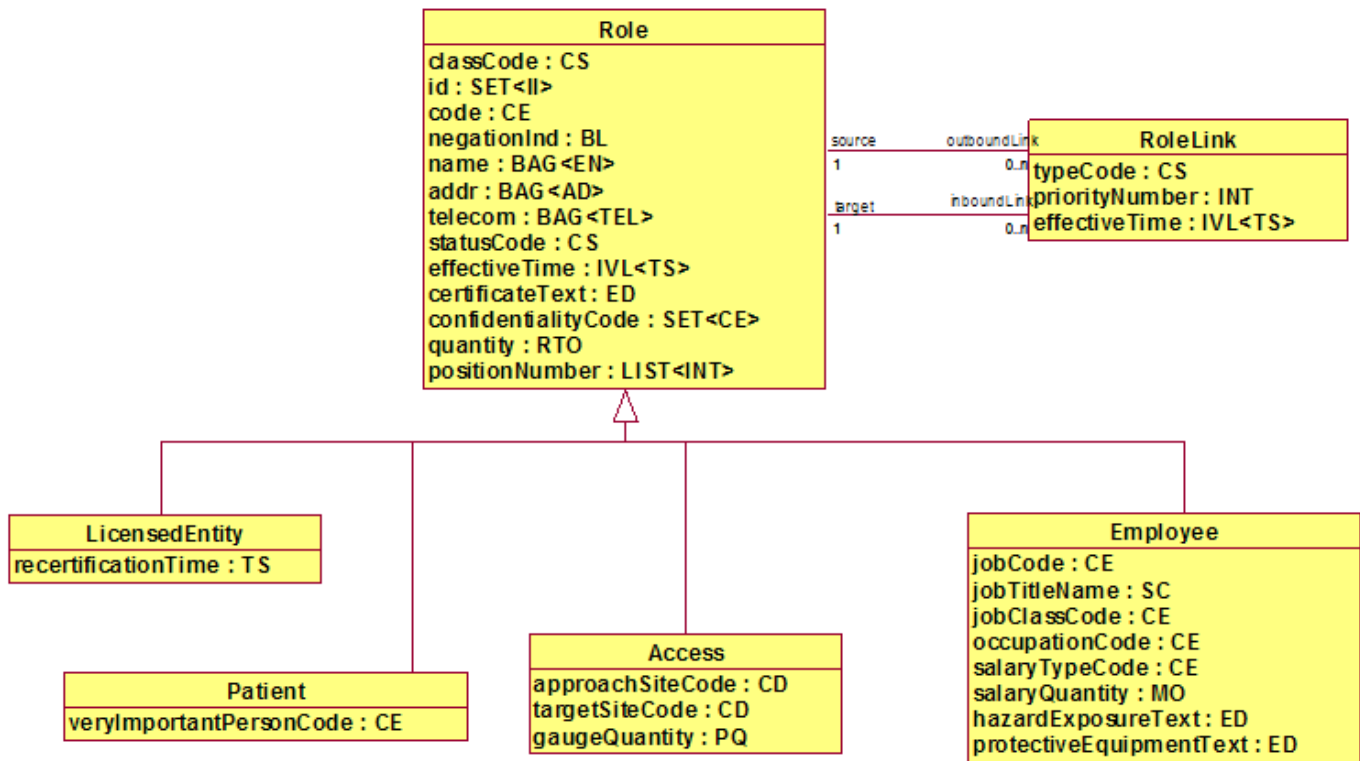 Role
classCode : CS
id : SET<II>
code : CE
negationInd : BL
name : BAG<EN>
addr : BAG<AD>
telecom : BAG<TEL>
statusCode : CS
effectiveTime : IVL<TS>
certificateText : ED
confidentialityCode : SET<CE>
quantity : RTO
positionNumber : LIST<INT>
source outboundLink
1 0..n
target inboundLink
1 0..n
RoleLink
typeCode : CS
priorityNumber : INT
effectiveTime : IVL<TS>
LicensedEntity
recertificationTime : TS
Patient
veryImportantPersonCode : CE
Access
approachSiteCode : CD
targetSiteCode : CD
gaugeQuantity : PQ
Employee
jobCode : CE
jobTitleName : SC
jobClassCode : CE
occupationCode : CE
salaryTypeCode : CE
salaryQuantity : MO
hazardExposureText : ED
protectiveEquipmentText : ED